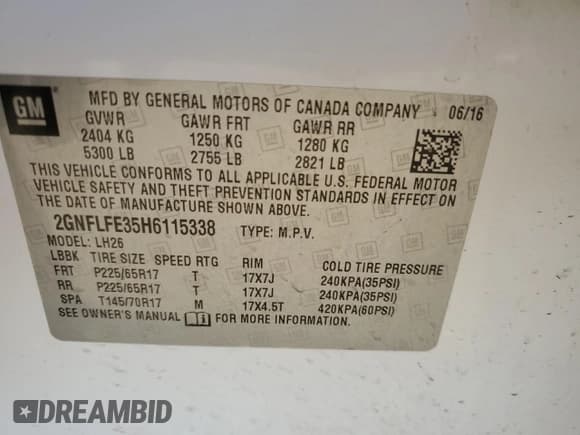 GM
MFD BY GENERAL MOTORS OF CANADA COMPANY 06/16
GVWR GAWR FRT GAWR RR
2404 KG 1250 KG 1280 KG
5300 LB 2755 LB 2821 LB
THIS VEHICLE CONFORMS TO ALL APPLICABLE U.S. FEDERAL MOTOR
VEHICLE SAFETY AND THEFT PREVENTION STANDARDS IN EFFECT ON
THE DATE OF MANUFACTURE SHOWN ABOVE.
2GNFLFE35H6115338 TYPE: M.P.V.
MODEL: LH26
LBBK TIRE SIZE SPEED RTG RIM COLD TIRE PRESSURE
FRT P225/65R17 T 17X7J 240KPA(35PSI)
RR P225/65R17 T 17X7J 240KPA(35PSI)
SPA T145/70R17 M 17X4.5T 420KPA(60PSI)
SEE OWNER'S MANUAL FOR MORE INFORMATION.
DREAMBID